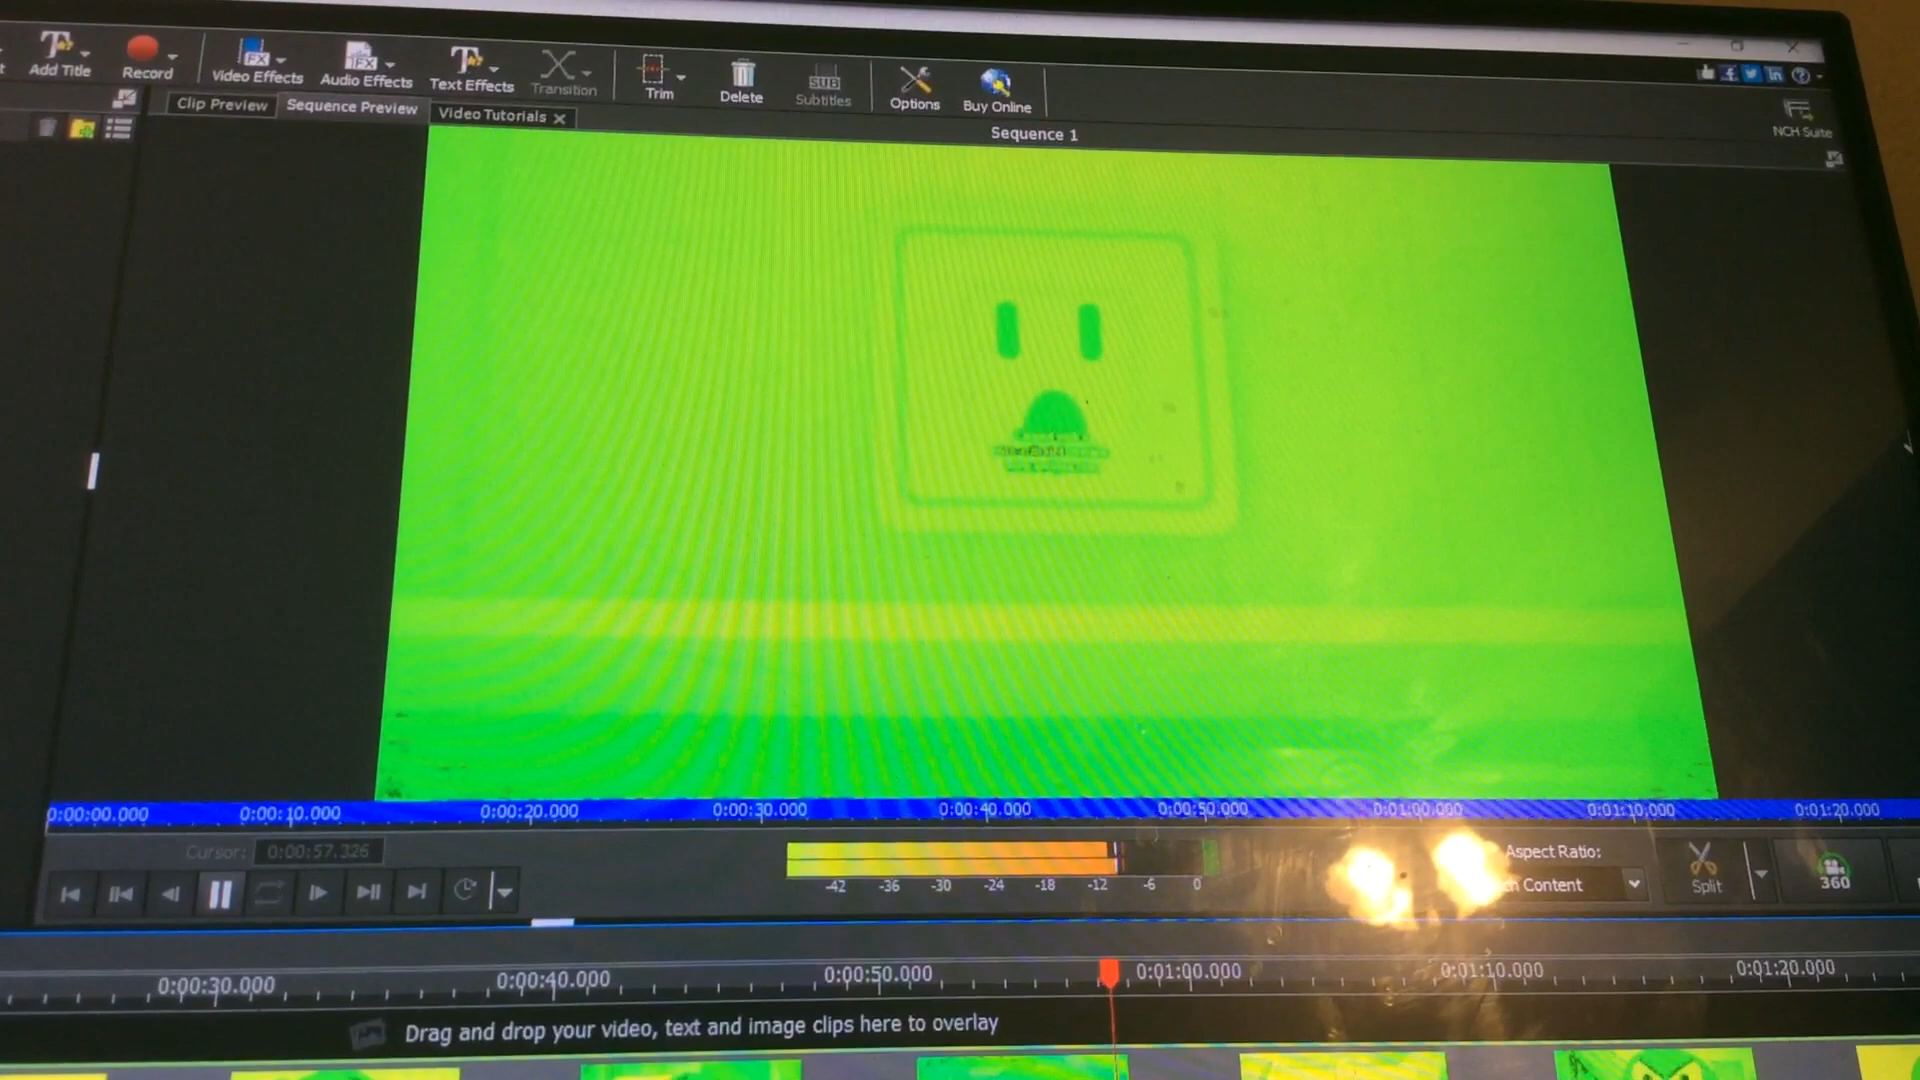 Add Title
Record
Video Effects
Audio Effects
Text Effects
Transition
Trim
Delete
SUB
Subtitles
Options
Buy Online
NCH Suite
Clip Preview
Sequence Preview
Video Tutorials
Sequence 1
0:00:00.000 0:00:10.000 0:00:20.000 0:00:30.000 0:00:40.000 0:00:50.000 0:01:00.000 0:01:10.000 0:01:20.000
Cursor: 0:00:57.326
-42 -36 -30 -24 -18 -12 -6 0
Aspect Ratio:
Content
Split
360
0:00:30.000 0:00:40.000 0:00:50.000 0:01:00.000 0:01:10.000 0:01:20.000
Drag and drop your video, text and image clips here to overlay